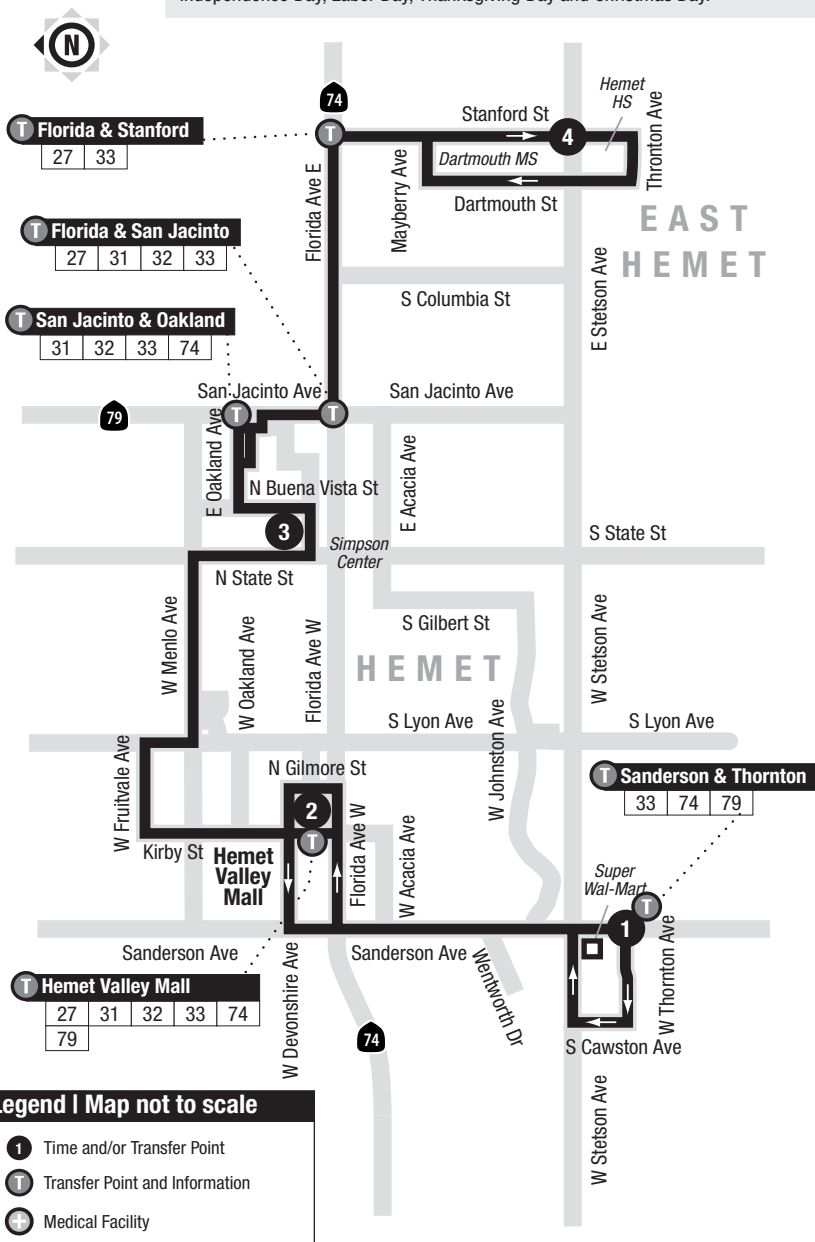 Independence Day, Labor Day, Thanksgiving Day and Christmas Day.
N
74
Hemet
HS
Thronton Ave
T Florida & Stanford
27 33
T
Stanford St
4
Mayberry Ave
Dartmouth MS
Dartmouth St
Florida Ave E
EAST
HEMET
T Florida & San Jacinto
27 31 32 33
S Columbia St
E Stetson Ave
T San Jacinto & Oakland
31 32 33 74
San Jacinto Ave
San Jacinto Ave
79
T
T
E Oakland Ave
E Acacia Ave
N Buena Vista St
3
Simpson
Center
S State St
N State St
W Menlo Ave
W Oakland Ave
Florida Ave W
S Gilbert St
W Stetson Ave
HEMET
S Lyon Ave
S Lyon Ave
W Johnston Ave
W Fruitvale Ave
N Gilmore St
T Sanderson & Thornton
33 74 79
2
T
Kirby St
Hemet
Valley
Mall
Florida Ave W
W Acacia Ave
Super
Wal-Mart
T
1
Sanderson Ave
Sanderson Ave
W Devonshire Ave
Wentworth Dr
W Thornton Ave
T Hemet Valley Mall
27 31 32 33 74
79
74
S Cawston Ave
W Stetson Ave
Legend | Map not to scale
1 Time and/or Transfer Point
T Transfer Point and Information
+ Medical Facility